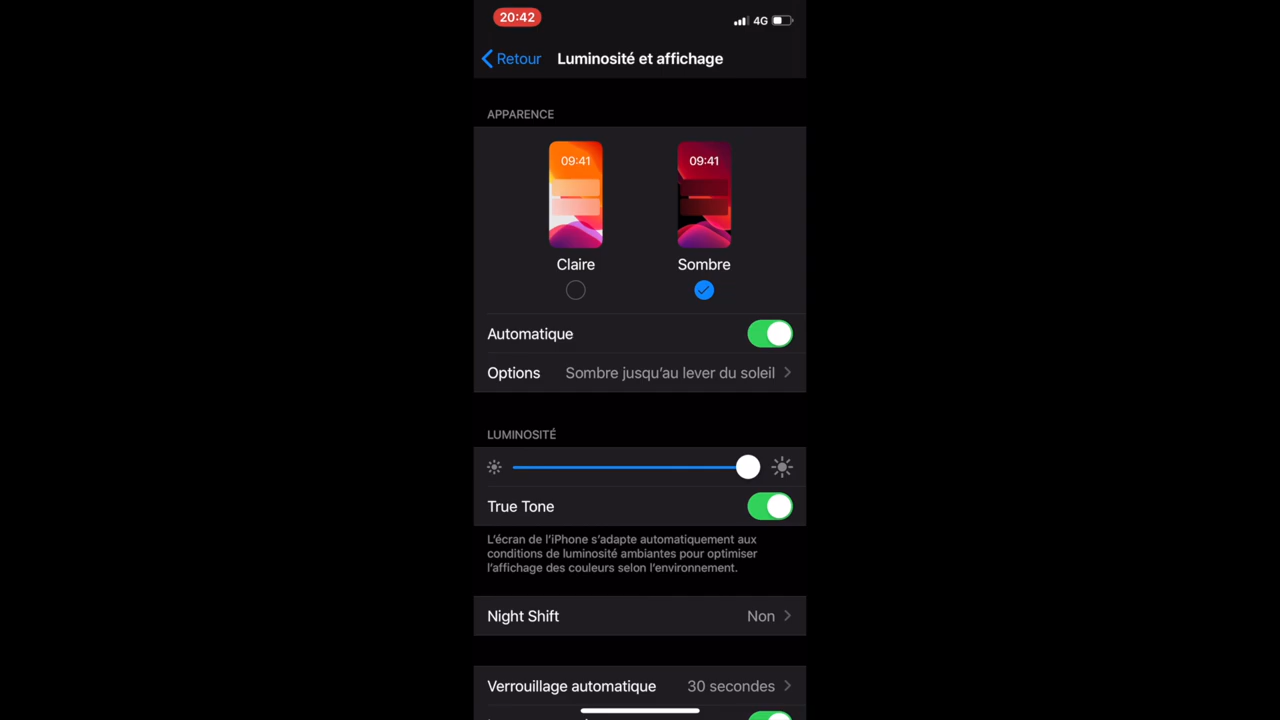 20:42
4G
Retour
Luminosité et affichage
APPARENCE
09:41
09:41
Claire
Sombre
Automatique
Options
Sombre jusqu’au lever du soleil
LUMINOSITÉ
True Tone
L’écran de l’iPhone s’adapte automatiquement aux
conditions de luminosité ambiantes pour optimiser
l’affichage des couleurs selon l’environnement.
Night Shift
Non
Verrouillage automatique
30 secondes